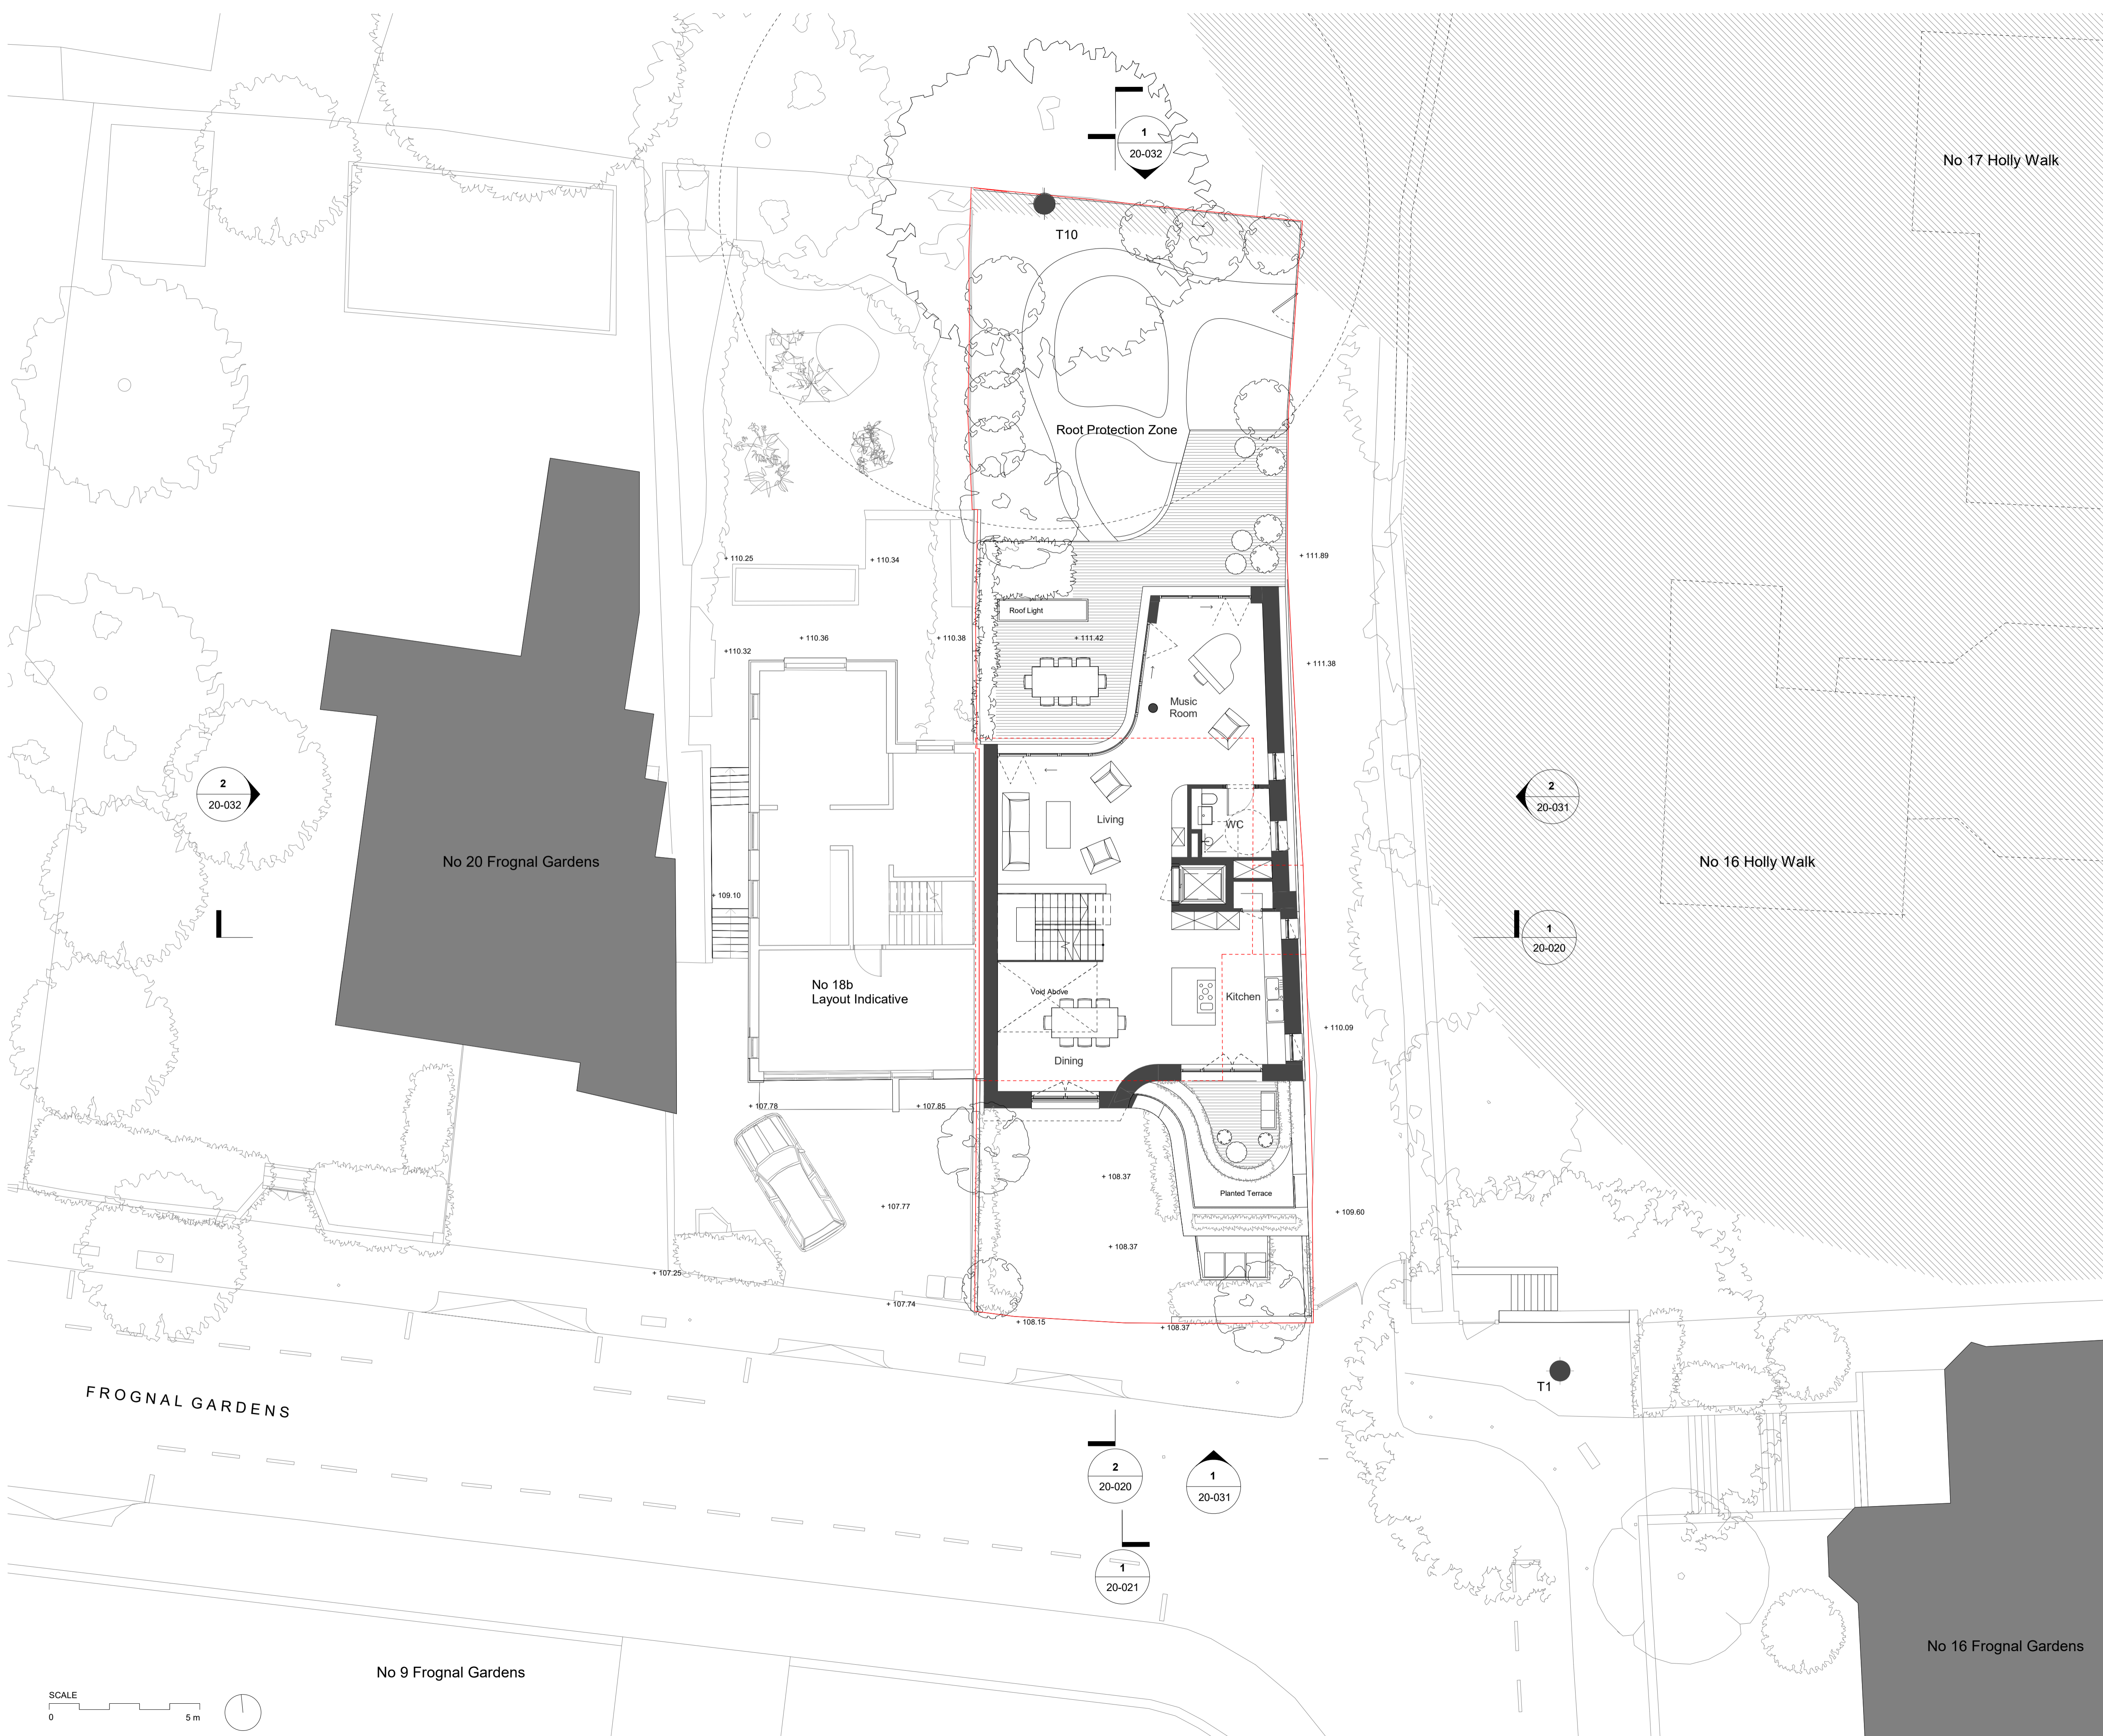 1
20-032
No 17 Holly Walk
T10
Root Protection Zone
+ 110.25
+ 110.34
+ 111.89
Roof Light
+ 110.36
+ 110.38
+ 111.42
+110.32
+ 111.38
Music
Room
2
20-032
2
20-031
Living
WC
No 20 Frognal Gardens
No 16 Holly Walk
+ 109.10
1
20-020
No 18b
Layout Indicative
Void Above
Kitchen
+ 110.09
Dining
+ 107.78
+ 107.85
+ 108.37
Planted Terrace
+ 107.77
+ 109.60
+ 108.37
+ 107.25
+ 107.74
+ 108.15
+ 108.37
FROGNAL GARDENS
T1
2
20-020
1
20-031
1
20-021
No 9 Frognal Gardens
No 16 Frognal Gardens
SCALE
0 5 m